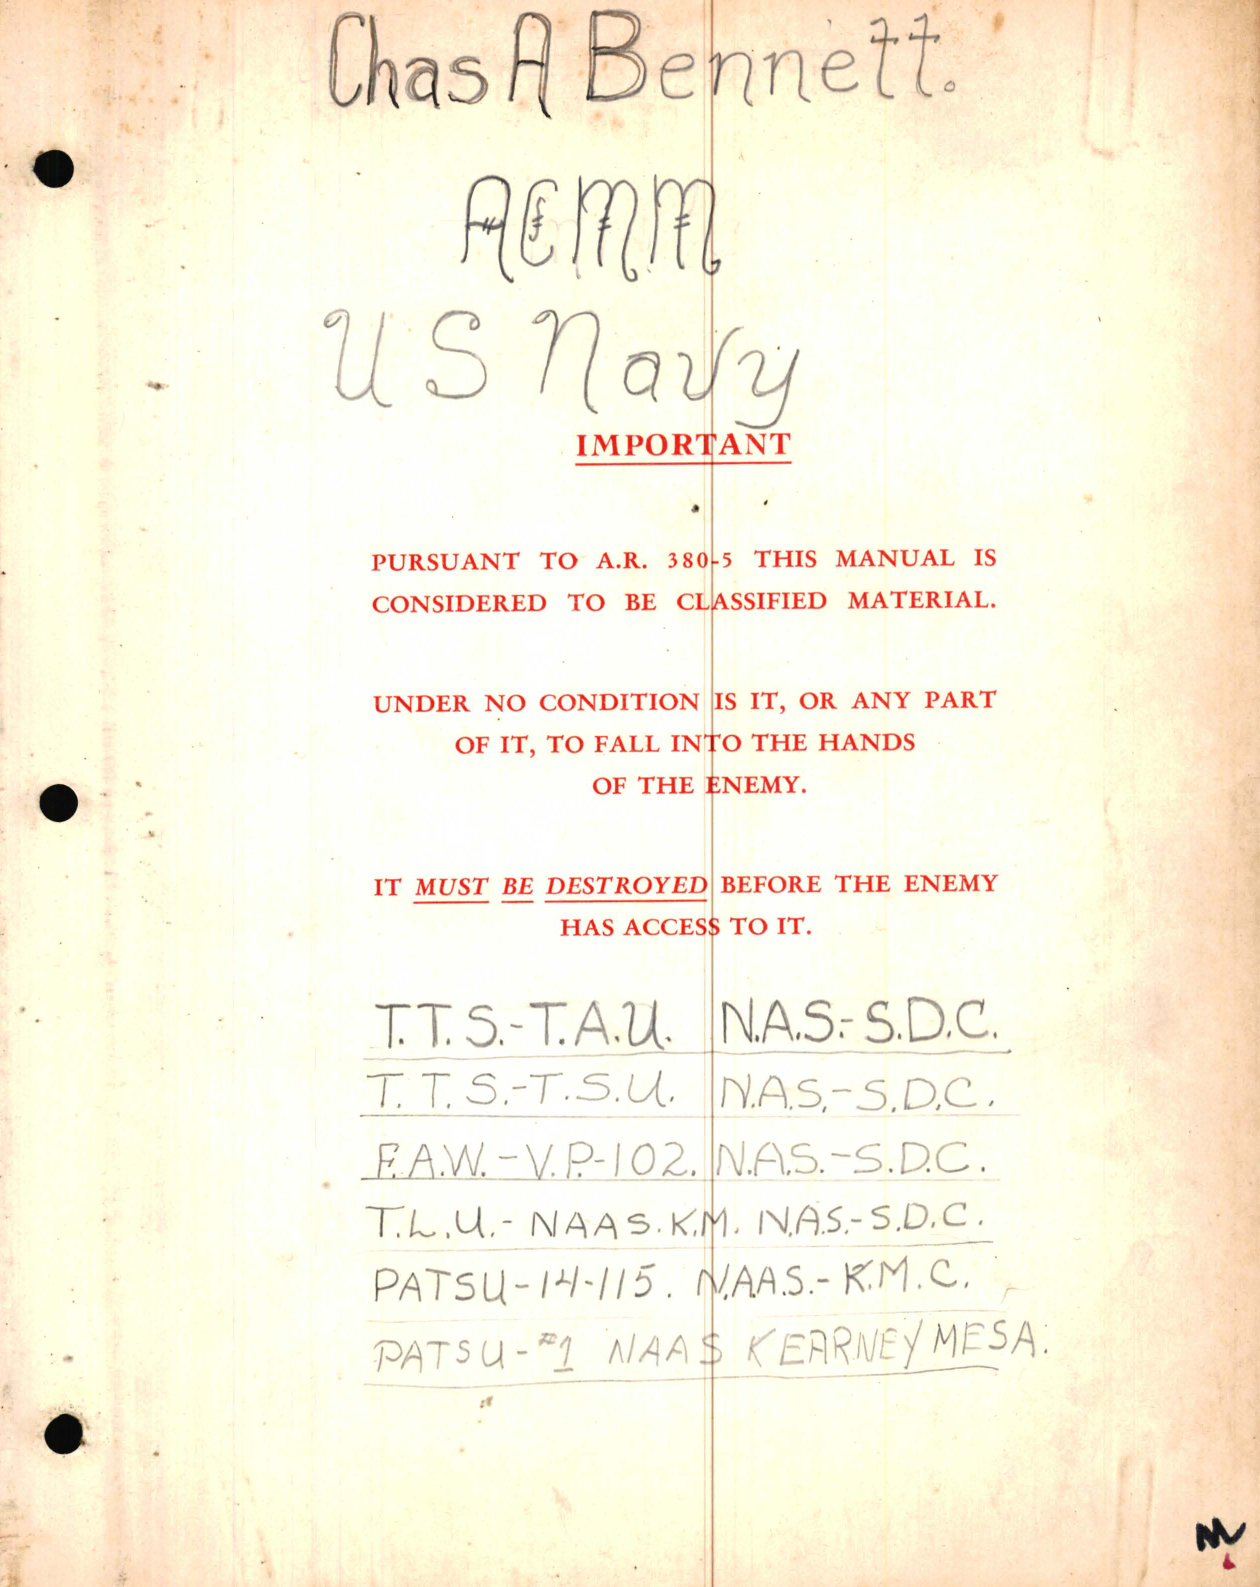 Chas A Bennett.
ACMM
US Navy
IMPORTANT
PURSUANT TO A.R. 380-5 THIS MANUAL IS
CONSIDERED TO BE CLASSIFIED MATERIAL.
UNDER NO CONDITION IS IT, OR ANY PART
OF IT, TO FALL INTO THE HANDS
OF THE ENEMY.
IT MUST BE DESTROYED BEFORE THE ENEMY
HAS ACCESS TO IT.
T.T.S.-T.A.U. N.A.S.-S.D.C.
T.T.S.-T.S.U. N.A.S.-S.D.C.
F.A.W.-V.P.-102. N.A.S.-S.D.C.
T.L.U.- NAAS.K.M. N.A.S.-S.D.C.
PATSU-14-115. N.A.A.S.-K.M.C.
PATSU-#1 NAAS KEARNEY MESA.